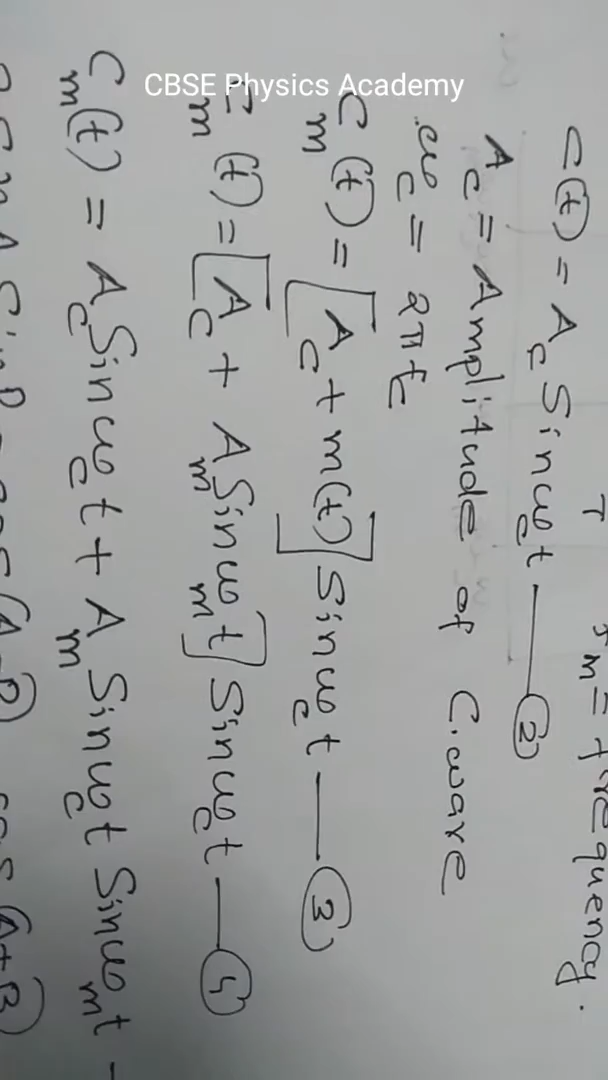 CBSE Physics Academy
fm = frequency.
C(t) = Ac Sin ωct — (2)
Ac = Amplitude of C.wave
ωc = 2πfc
Cm(t) = [Ac + m(t)] Sin ωct — (3)
Cm(t) = [Ac + Am Sin ωmt] Sin ωct — (4)
Cm(t) = Ac Sin ωct + Am Sin ωct Sin ωmt -